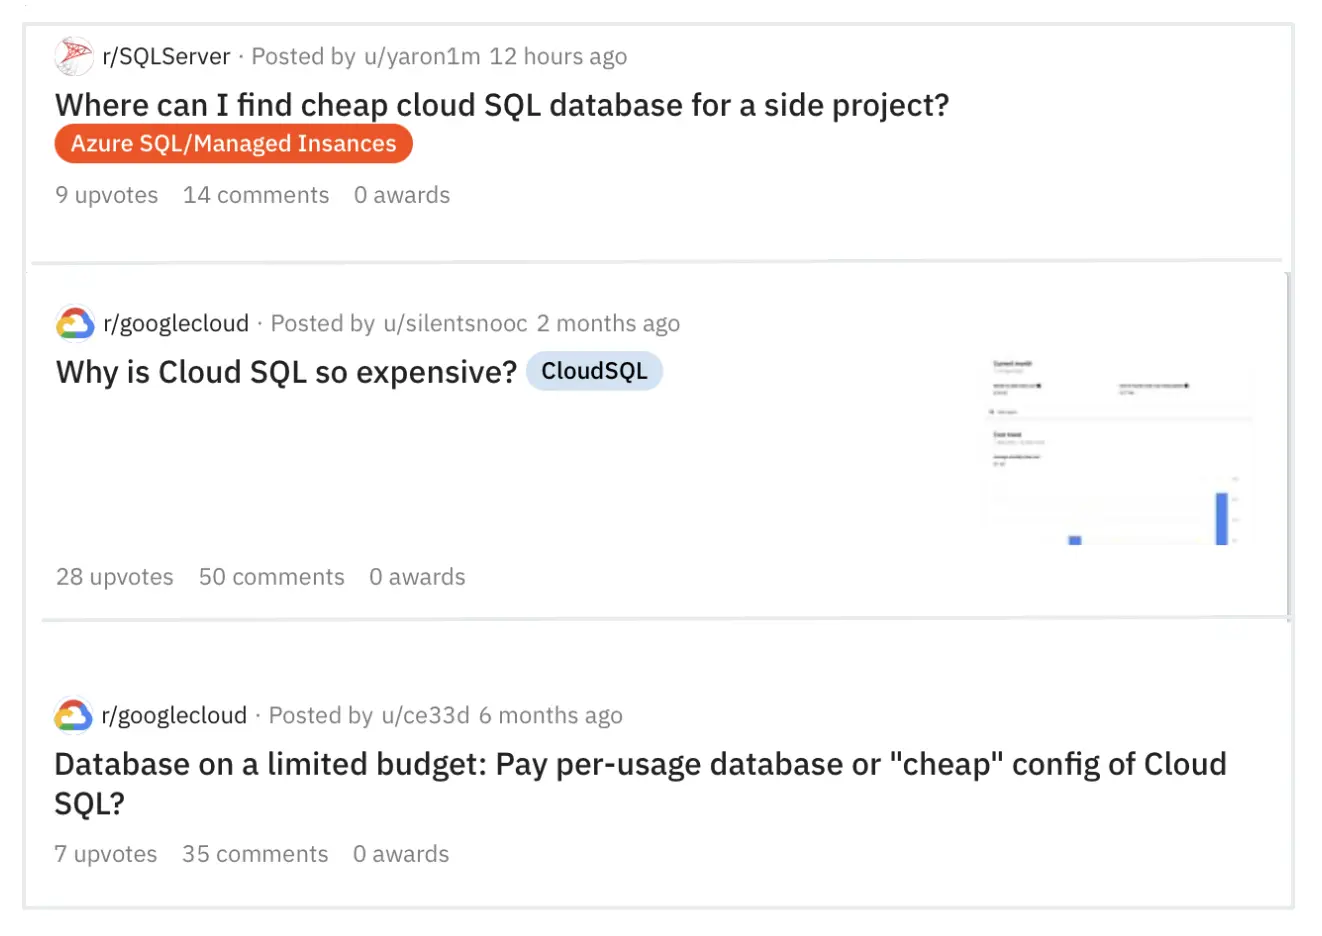 r/SQLServer · Posted by u/yaron1m 12 hours ago
Where can I find cheap cloud SQL database for a side project?
Azure SQL/Managed Insances
9 upvotes 14 comments 0 awards
r/googlecloud · Posted by u/silentsnooc 2 months ago
Why is Cloud SQL so expensive? CloudSQL
Current month
28 upvotes 50 comments 0 awards
r/googlecloud · Posted by u/ce33d 6 months ago
Database on a limited budget: Pay per-usage database or "cheap" config of Cloud
SQL?
7 upvotes 35 comments 0 awards